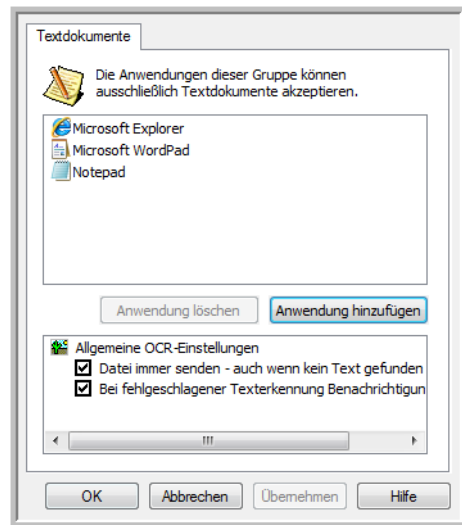 Textdokumente
Die Anwendungen dieser Gruppe können
ausschließlich Textdokumente akzeptieren.
Microsoft Explorer
Microsoft WordPad
Notepad
Anwendung löschen Anwendung hinzufügen
Allgemeine OCR-Einstellungen
Datei immer senden - auch wenn kein Text gefunden
Bei fehlgeschlagener Texterkennung Benachrichtigun
OK Abbrechen Übernehmen Hilfe